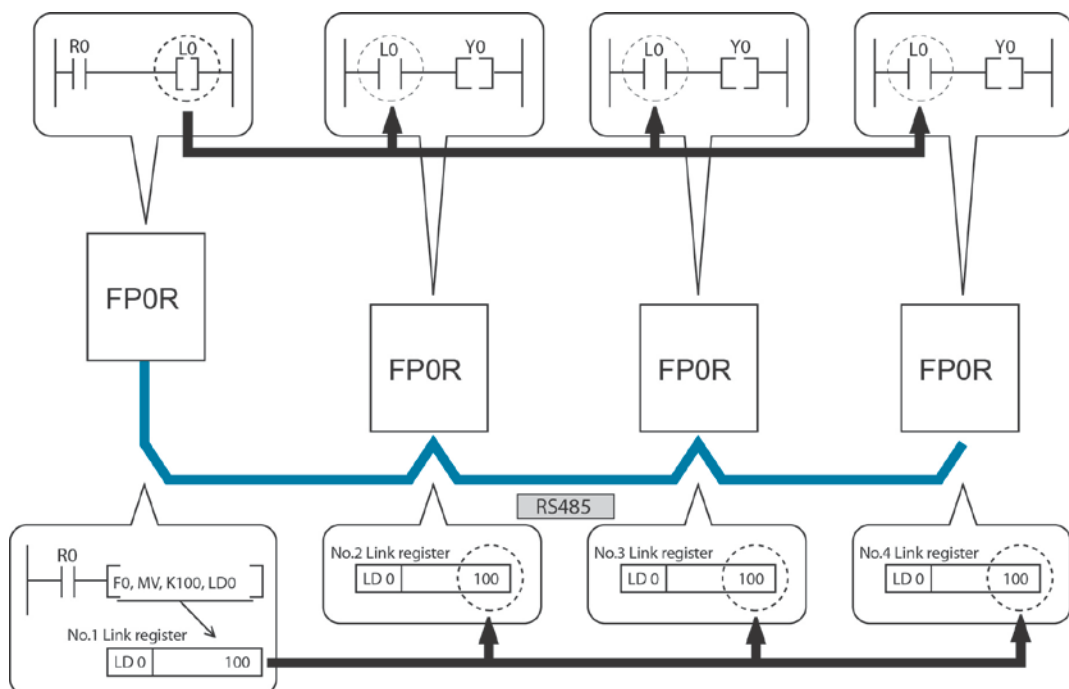 R0 L0
L0 Y0
L0 Y0
L0 Y0
FP0R
FP0R
FP0R
FP0R
RS485
R0
F0, MV, K100, LD0
No.1 Link register
LD 0 100
No.2 Link register
LD 0 100
No.3 Link register
LD 0 100
No.4 Link register
LD 0 100